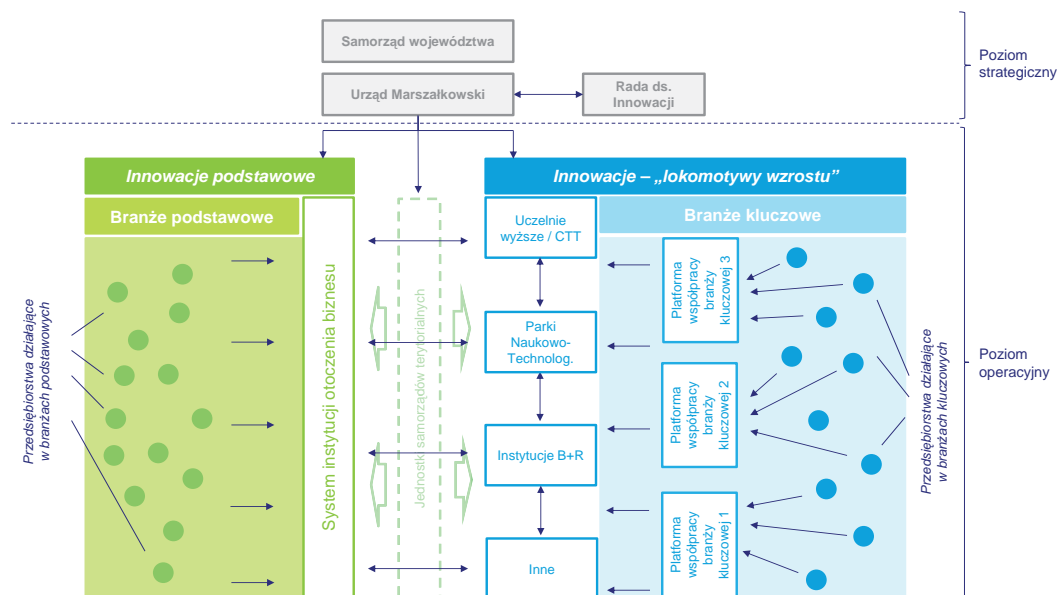 Samorząd województwa
Urząd Marszałkowski
Rada ds.
Innowacji
Poziom
strategiczny
Innowacje podstawowe
Innowacje – „lokomotywy wzrostu”
Branże podstawowe
Branże kluczowe
System instytucji otoczenia biznesu
Jednostki samorządów terytorialnych
Uczelnie
wyższe / CTT
Parki
Naukowo-
Technolog.
Instytucje B+R
Inne
Platforma
współpracy
branży
kluczowej 3
Platforma
współpracy
branży
kluczowej 2
Platforma
współpracy
branży
kluczowej 1
Przedsiębiorstwa działające
w branżach podstawowych
Przedsiębiorstwa działające
w branżach kluczowych
Poziom
operacyjny